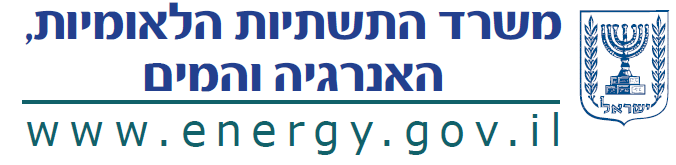 משרד התשתיות הלאומיות,
האנרגיה והמים
www.energy.gov.il
ישראל